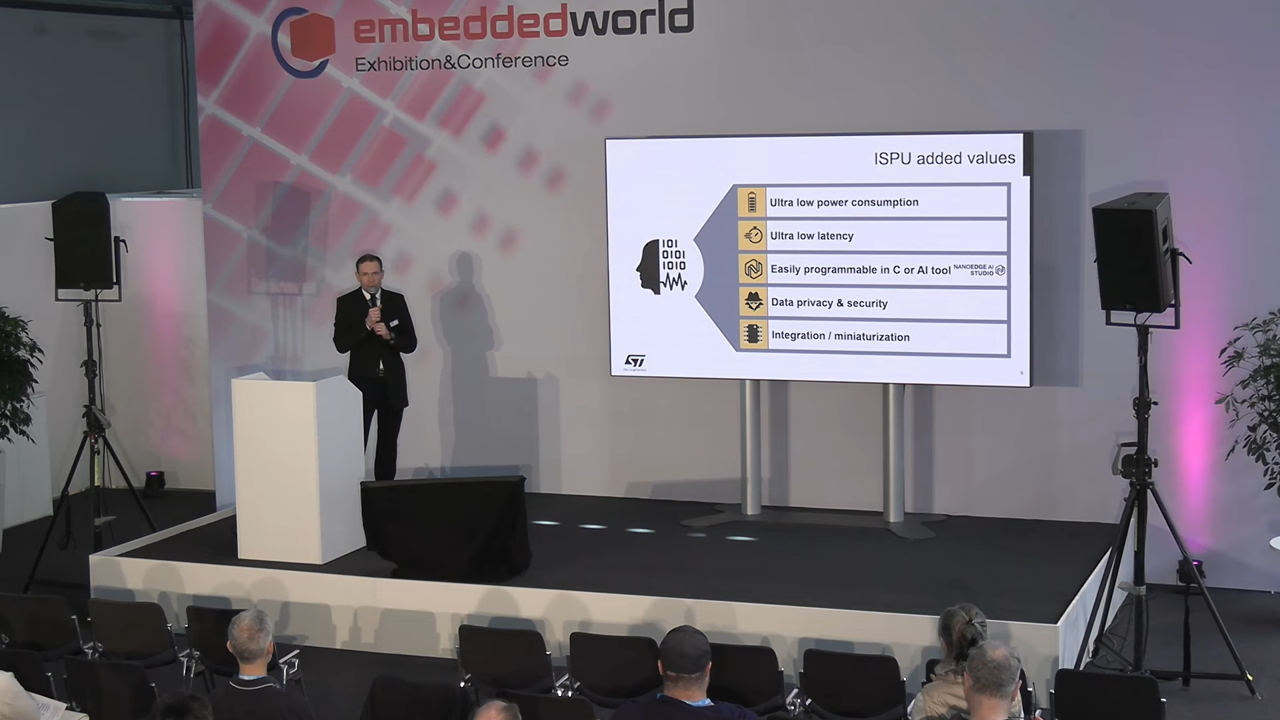 embeddedworld
Exhibition&Conference
ISPU added values
101
0101
1010
Ultra low power consumption
Ultra low latency
Easily programmable in C or AI tool
NANOEDGE AI
STUDIO
Data privacy & security
Integration / miniaturization
ST